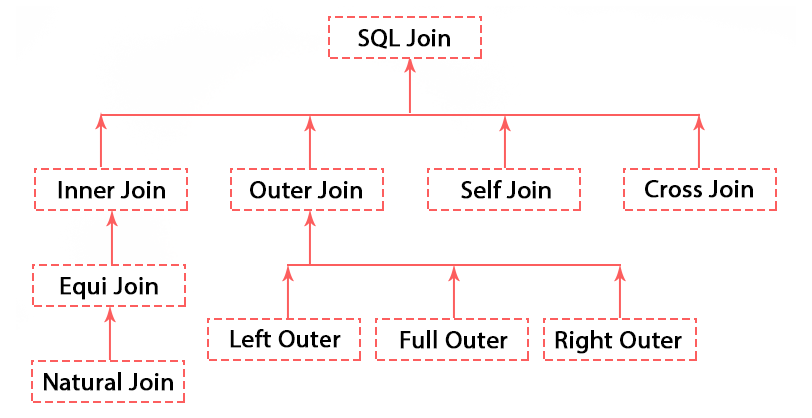 SQL Join
Inner Join
Outer Join
Self Join
Cross Join
Equi Join
Left Outer
Full Outer
Right Outer
Natural Join